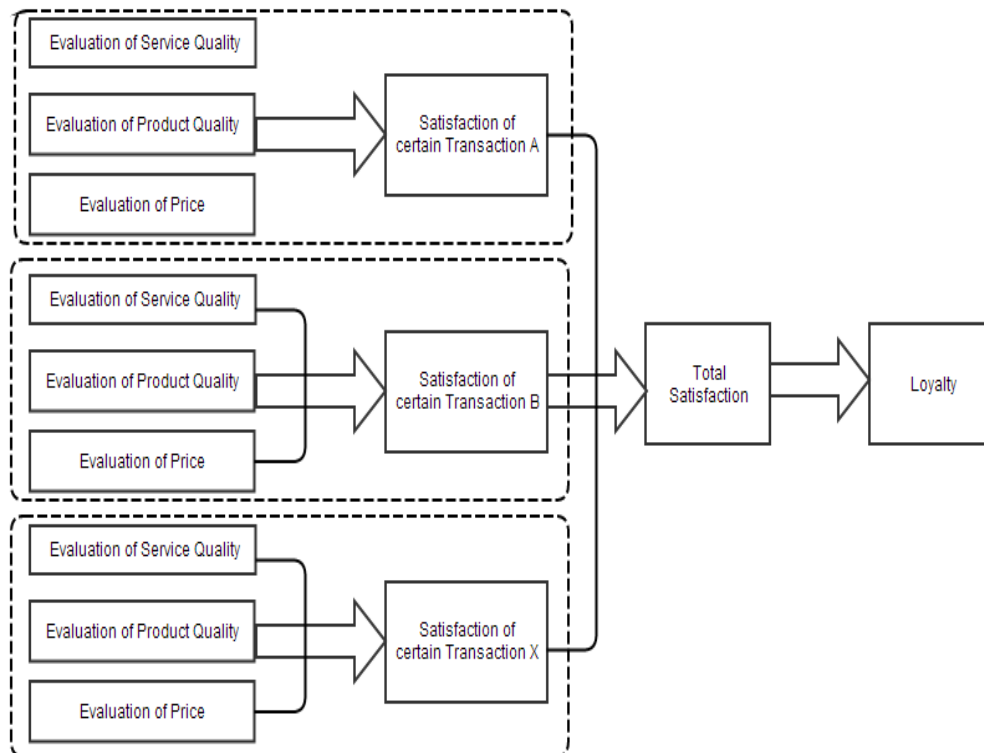 Evaluation of Service Quality
Evaluation of Product Quality
Evaluation of Price
Satisfaction of
certain Transaction A
Evaluation of Service Quality
Evaluation of Product Quality
Evaluation of Price
Satisfaction of
certain Transaction B
Evaluation of Service Quality
Evaluation of Product Quality
Evaluation of Price
Satisfaction of
certain Transaction X
Total
Satisfaction
Loyalty